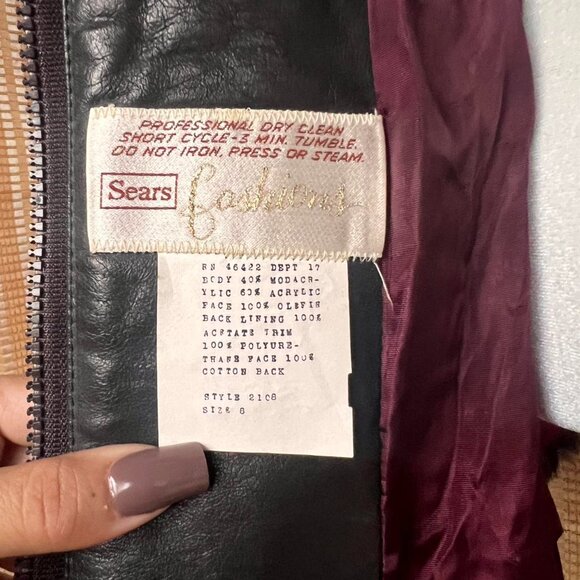 PROFESSIONAL DRY CLEAN
SHORT CYCLE-3 MIN. TUMBLE.
DO NOT IRON, PRESS OR STEAM.
Sears fashions
RN 46422 DEPT 17
BODY 40% MODACR-
YLIC 60% ACRYLIC
FACE 100% OLEFIN
BACK LINING 100%
ACETATE TRIM
100% POLYURE-
THANE FACE 100%
COTTON BACK
STYLE 2108
SIZE 8